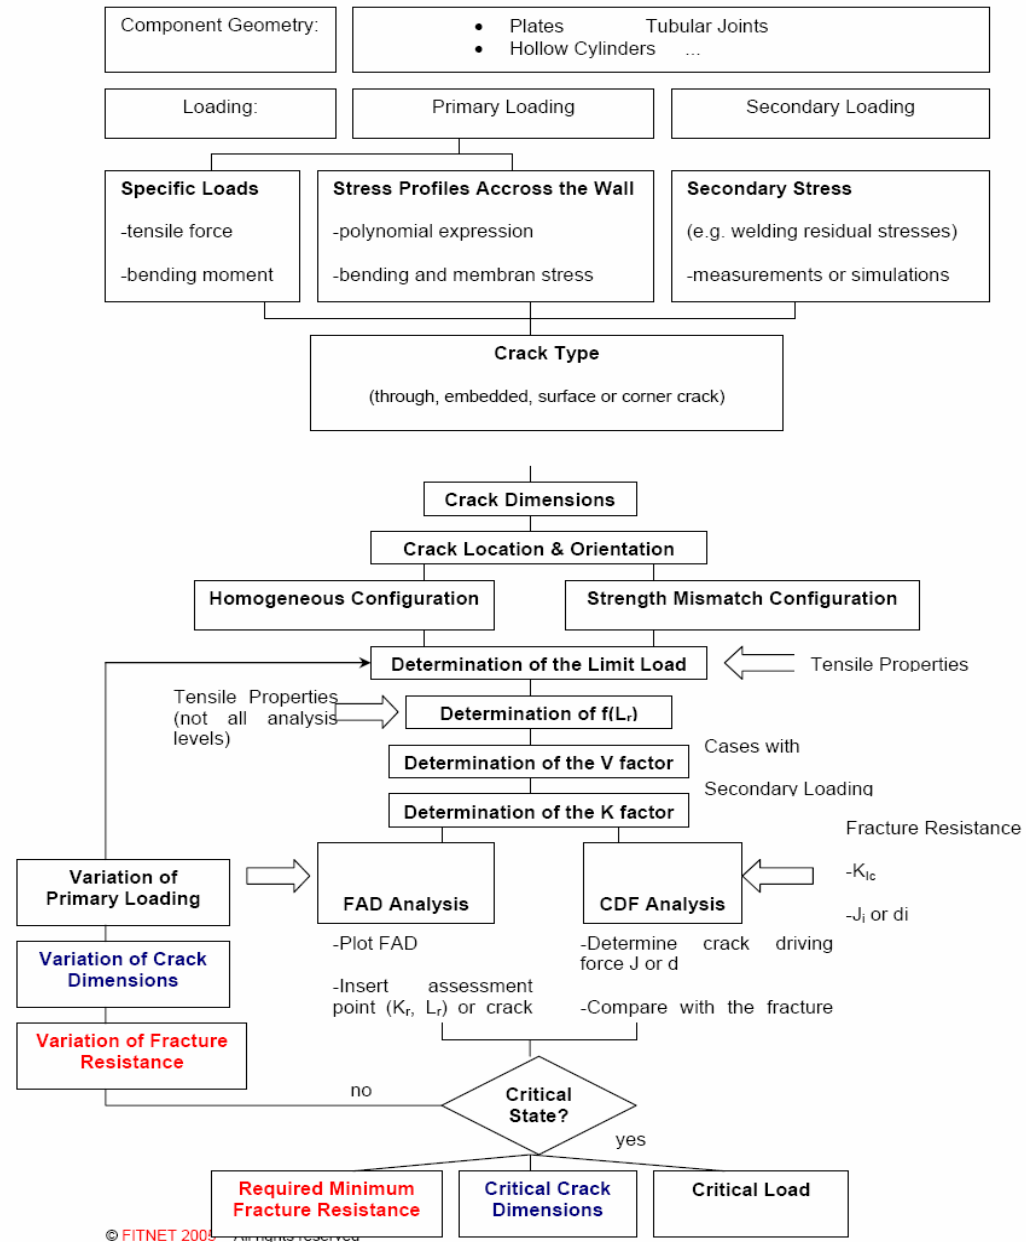 Component Geometry:
• Plates Tubular Joints
• Hollow Cylinders ...
Loading:
Primary Loading
Secondary Loading
Specific Loads
-tensile force
-bending moment
Stress Profiles Accross the Wall
-polynomial expression
-bending and membran stress
Secondary Stress
(e.g. welding residual stresses)
-measurements or simulations
Crack Type
(through, embedded, surface or corner crack)
Crack Dimensions
Crack Location & Orientation
Homogeneous Configuration
Strength Mismatch Configuration
Determination of the Limit Load
Tensile Properties
Tensile Properties
(not all analysis
levels)
Determination of f(Lᵣ)
Determination of the V factor
Cases with
Secondary Loading
Determination of the K factor
Fracture Resistance
-K_Ic
-Jᵢ or di
Variation of
Primary Loading
FAD Analysis
CDF Analysis
Variation of Crack
Dimensions
-Plot FAD
-Insert assessment
point (Kᵣ, Lᵣ) or crack
-Determine crack driving
force J or d
-Compare with the fracture
Variation of Fracture
Resistance
no
Critical
State?
yes
Required Minimum
Fracture Resistance
Critical Crack
Dimensions
Critical Load
© FITNET 2005 All rights reserved